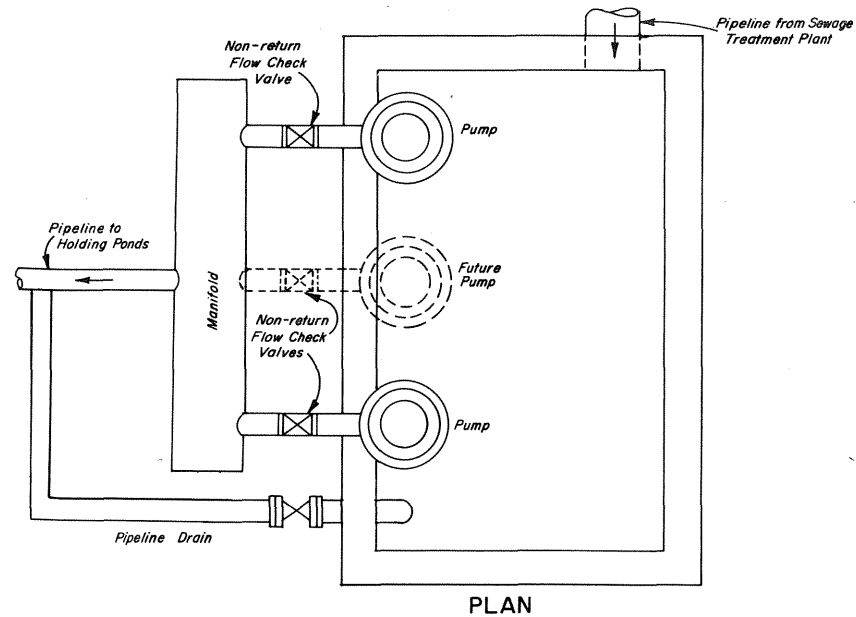 Pipeline from Sewage
Treatment Plant
Non-return
Flow Check
Valve
Pump
Pipeline to
Holding Ponds
Manifold
Future
Pump
Non-return
Flow Check
Valves
Pump
Pipeline Drain
PLAN